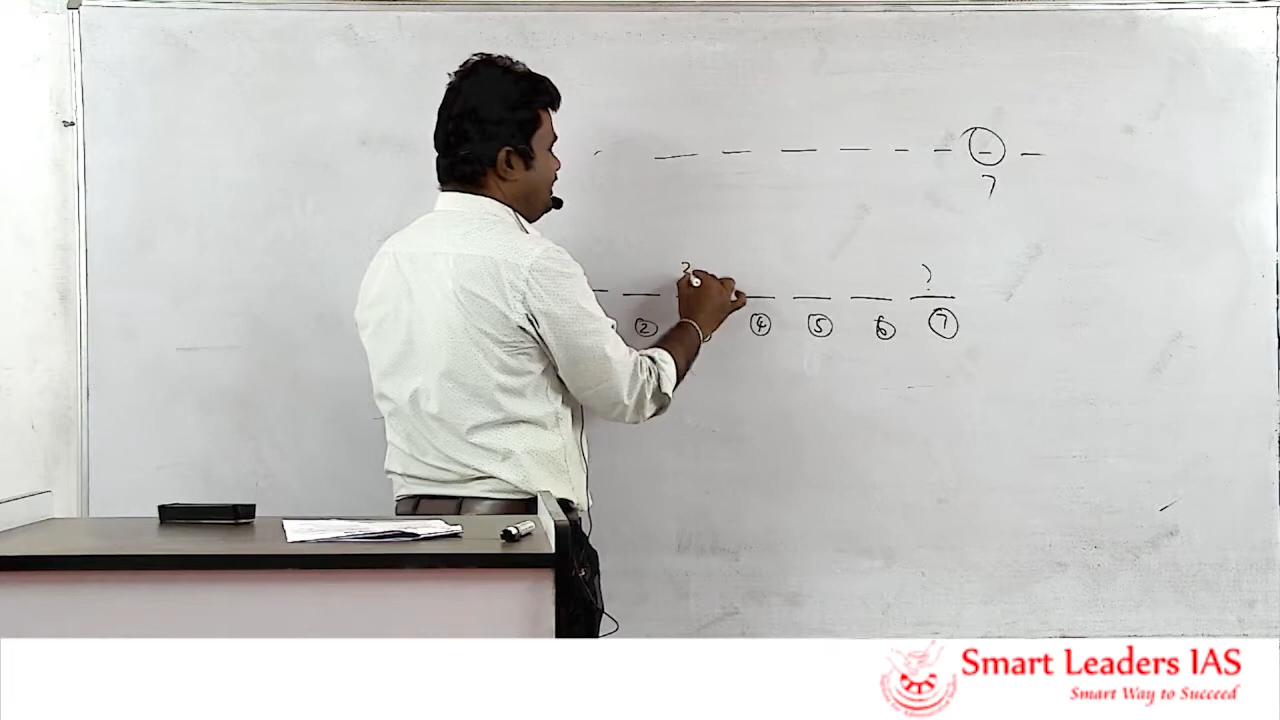 7
? ?
② ④ ⑤ ⑥ ⑦
Smart Leaders IAS
Smart Way to Succeed